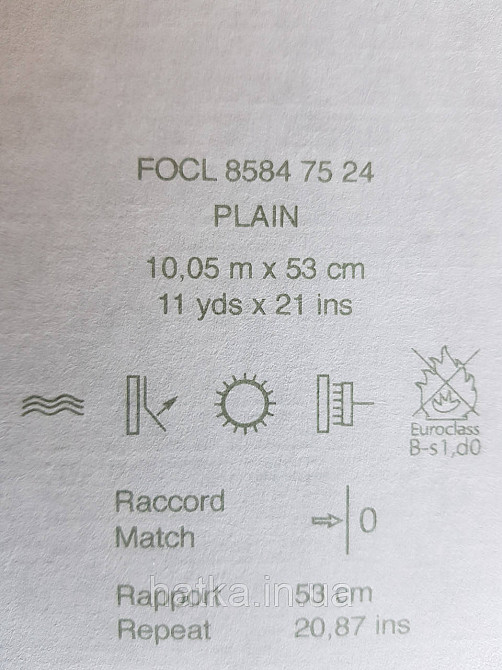 FOCL 8584 75 24
PLAIN
10,05 m x 53 cm
11 yds x 21 ins
Euroclass
B-s1,d0
Raccord
Match
0
Rapport 53 cm
Repeat 20,87 ins
batka.in.ua